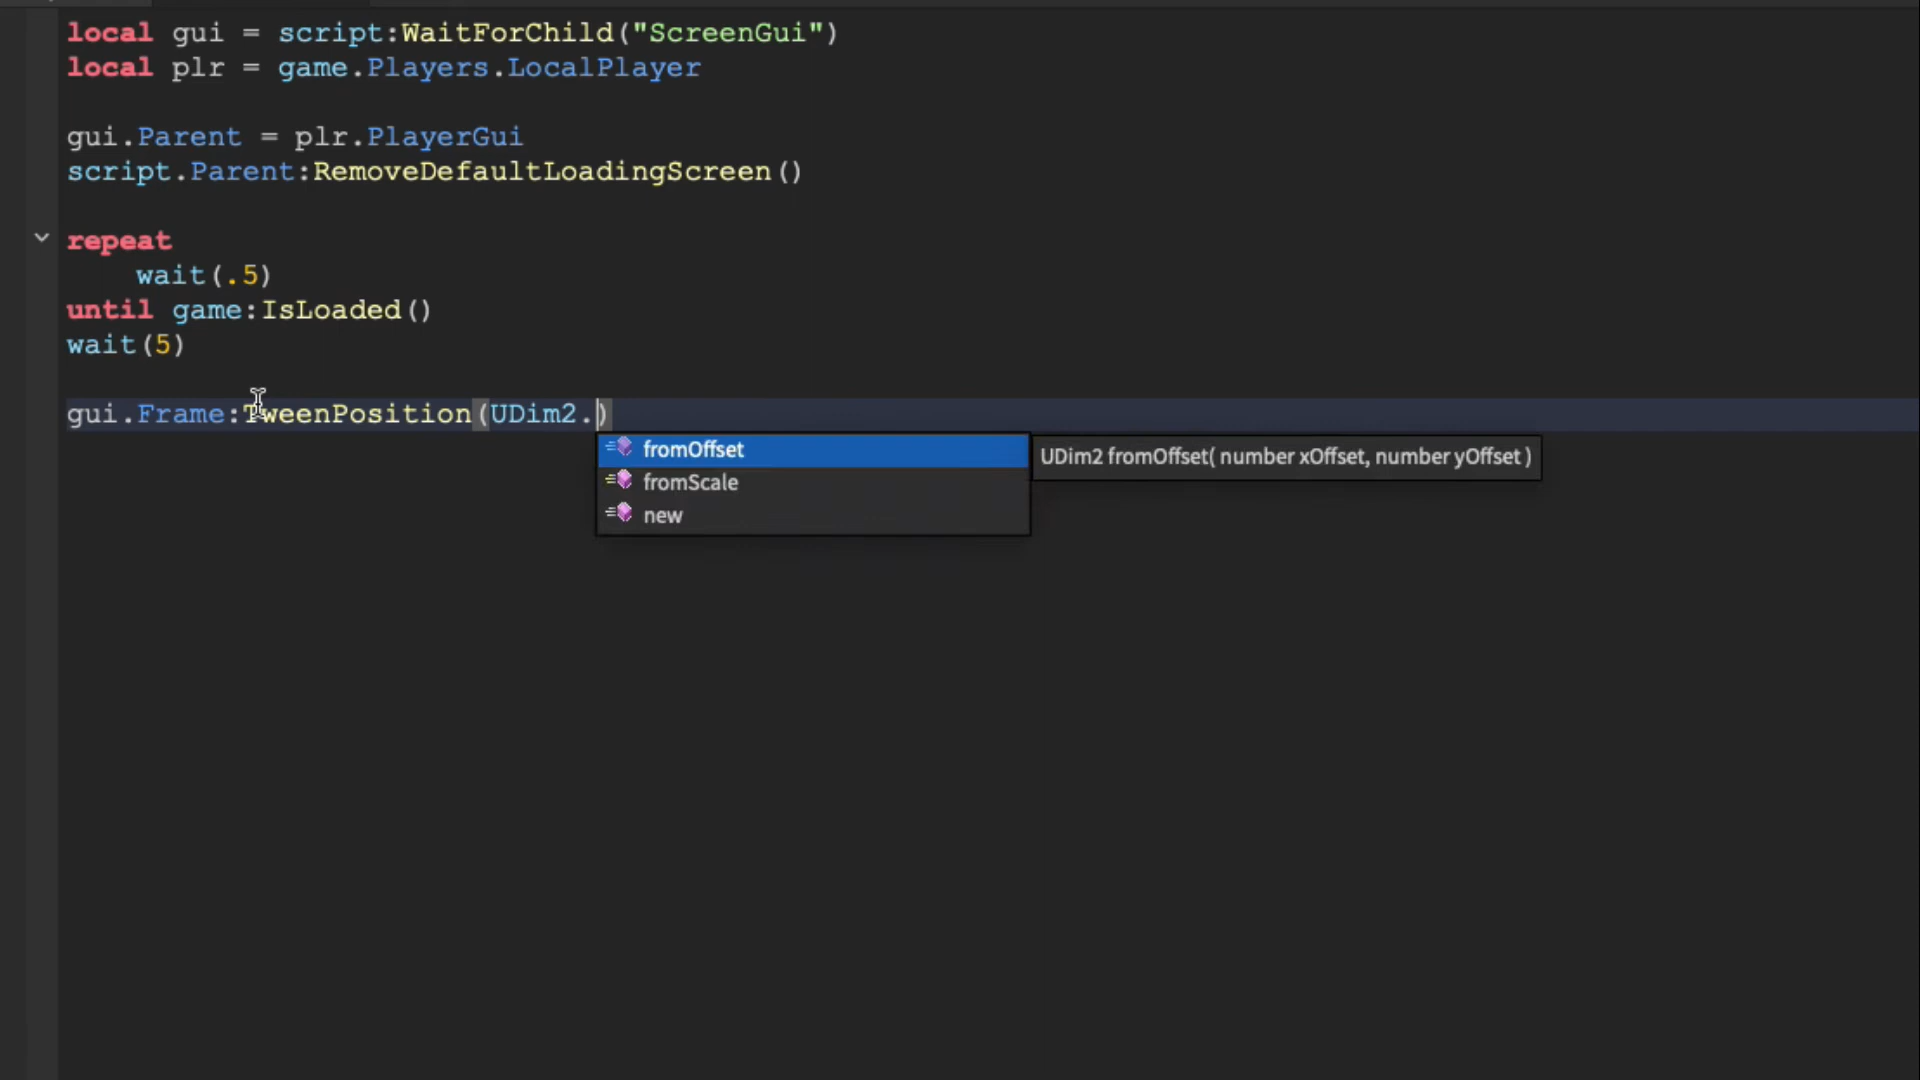 local gui = script:WaitForChild("ScreenGui")
local plr = game.Players.LocalPlayer
gui.Parent = plr.PlayerGui
script.Parent:RemoveDefaultLoadingScreen()
repeat
wait(.5)
until game:IsLoaded()
wait(5)
gui.Frame:TweenPosition(UDim2.)
fromOffset
UDim2 fromOffset( number xOffset, number yOffset )
fromScale
new